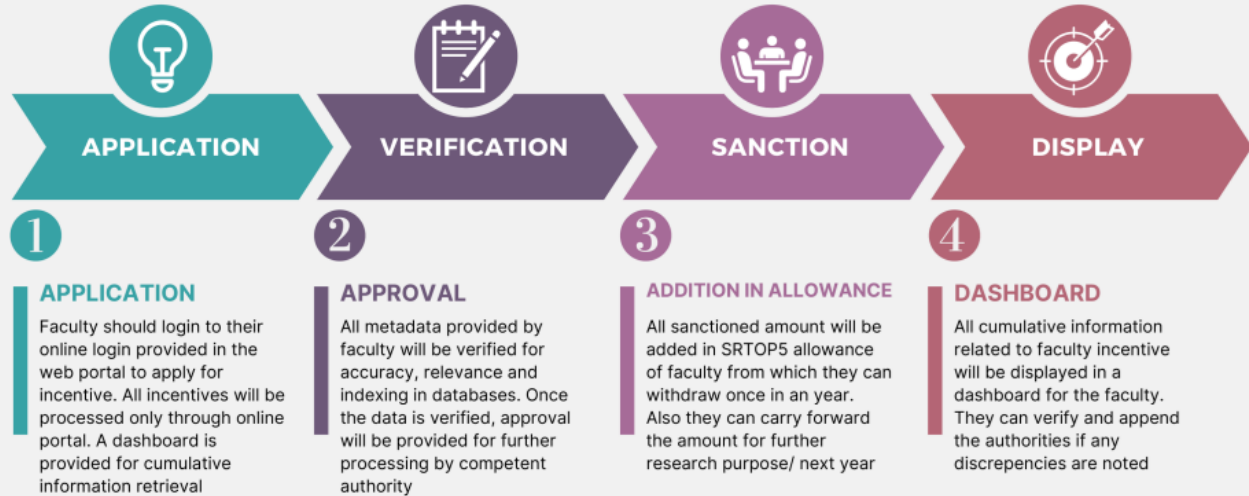 APPLICATION
VERIFICATION
SANCTION
DISPLAY
1
APPLICATION
Faculty should login to their
online login provided in the
web portal to apply for
incentive. All incentives will be
processed only through online
portal. A dashboard is
provided for cumulative
information retrieval
2
APPROVAL
All metadata provided by
faculty will be verified for
accuracy, relevance and
indexing in databases. Once
the data is verified, approval
will be provided for further
processing by competent
authority
3
ADDITION IN ALLOWANCE
All sanctioned amount will be
added in SRTOP5 allowance
of faculty from which they can
withdraw once in an year.
Also they can carry forward
the amount for further
research purpose/ next year
4
DASHBOARD
All cumulative information
related to faculty incentive
will be displayed in a
dashboard for the faculty.
They can verify and append
the authorities if any
discrepencies are noted